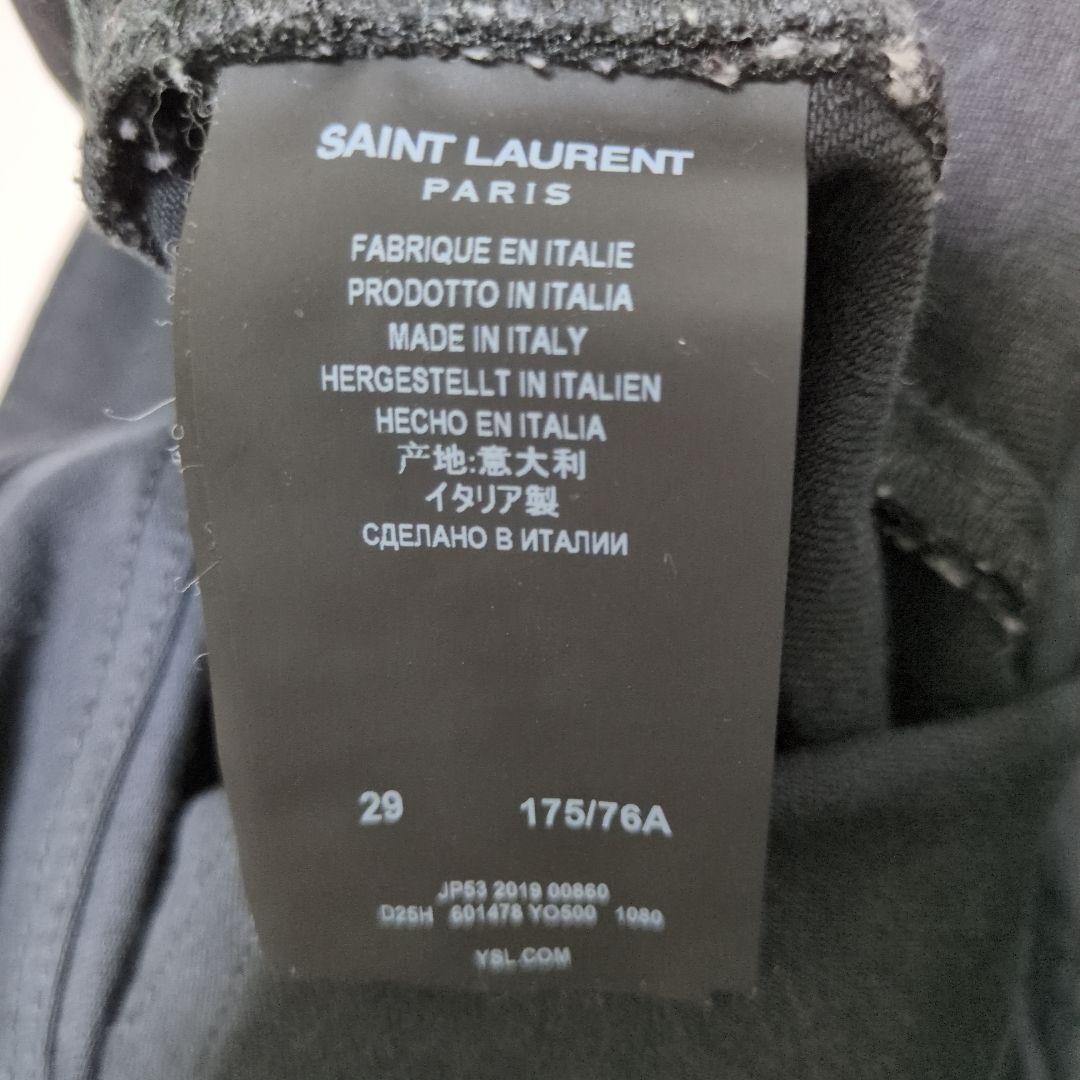 SAINT LAURENT
PARIS
FABRIQUE EN ITALIE
PRODOTTO IN ITALIA
MADE IN ITALY
HERGESTELLT IN ITALIEN
HECHO EN ITALIA
产地:意大利
イタリア製
СДЕЛАНО В ИТАЛИИ
29 175/76A
JP53 2019 00860
D25H 601478 YO500 1080
YSL.COM